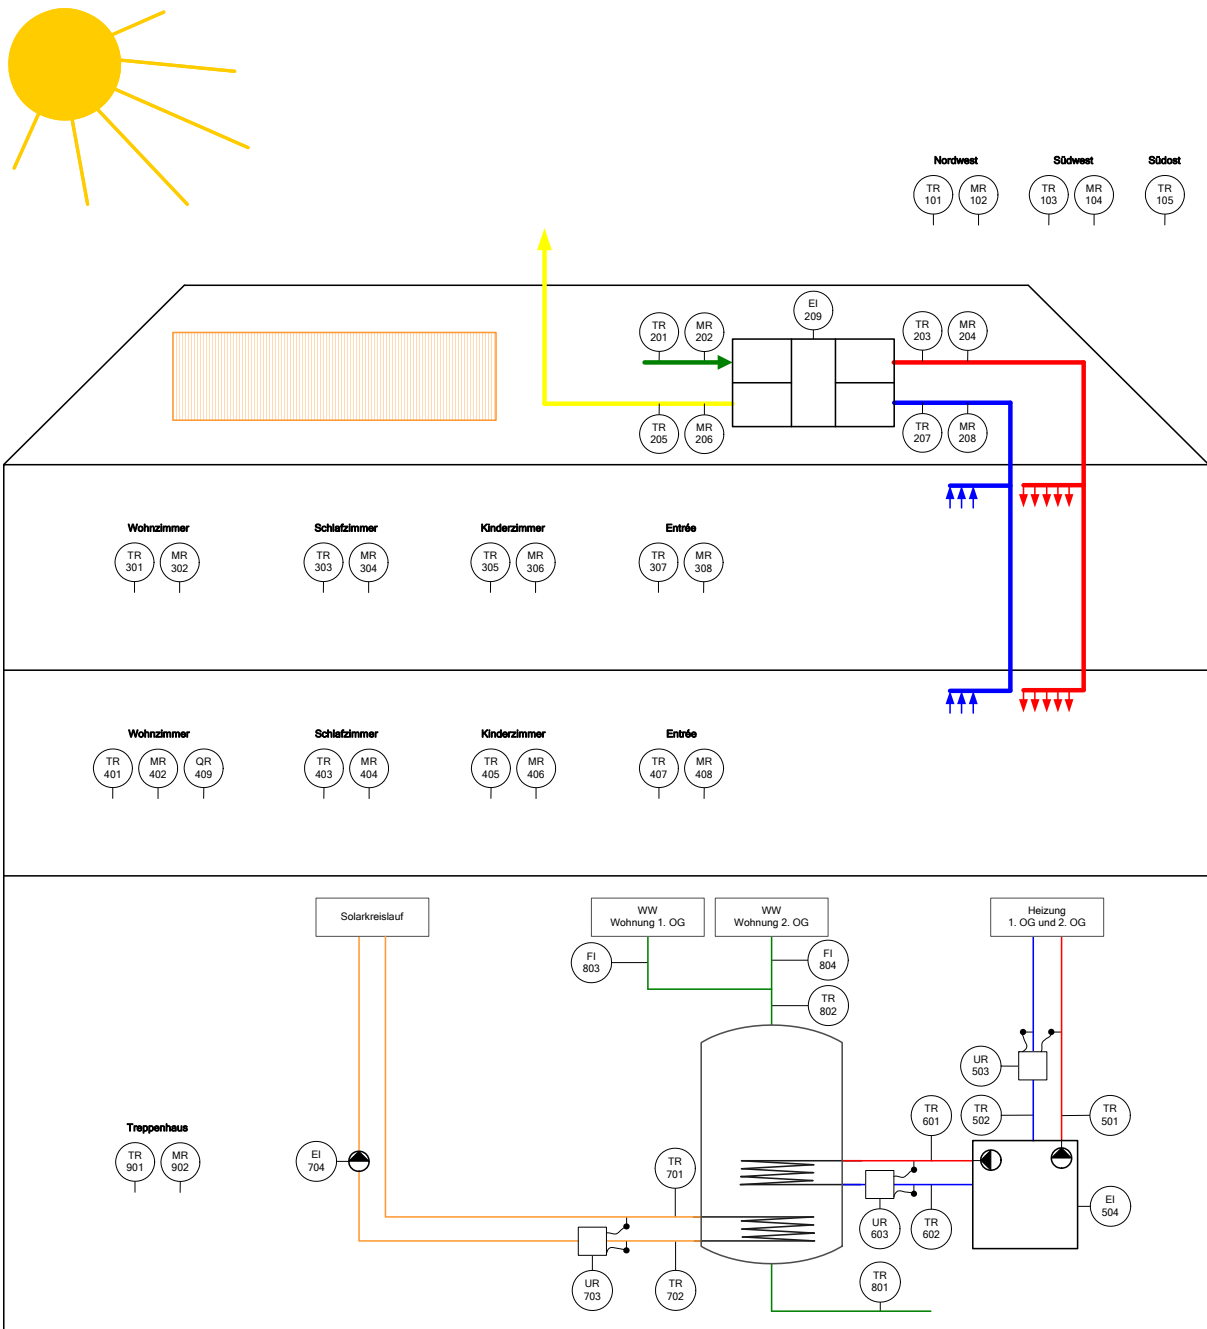 Nordwest
Südwest
Südost
TR
101
MR
102
TR
103
MR
104
TR
105
EI
209
TR
201
MR
202
TR
203
MR
204
TR
205
MR
206
TR
207
MR
208
Wohnzimmer
Schlafzimmer
Kinderzimmer
Entrée
TR
301
MR
302
TR
303
MR
304
TR
305
MR
306
TR
307
MR
308
Wohnzimmer
Schlafzimmer
Kinderzimmer
Entrée
TR
401
MR
402
QR
409
TR
403
MR
404
TR
405
MR
406
TR
407
MR
408
Solarkreislauf
WW
Wohnung 1. OG
WW
Wohnung 2. OG
Heizung
1. OG und 2. OG
FI
803
FI
804
TR
802
UR
503
TR
601
TR
502
TR
501
Treppenhaus
TR
901
MR
902
EI
704
TR
701
EI
504
UR
603
TR
602
UR
703
TR
702
TR
801